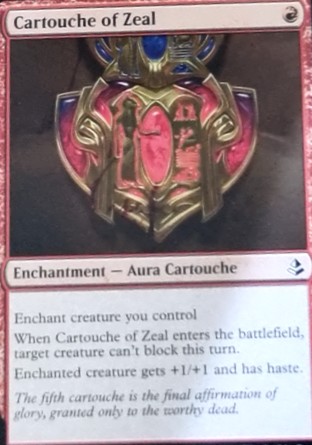 Cartouche of Zeal
Enchantment — Aura Cartouche
Enchant creature you control
When Cartouche of Zeal enters the battlefield,
target creature can't block this turn.
Enchanted creature gets +1/+1 and has haste.
The fifth cartouche is the final affirmation of
glory, granted only to the worthy dead.